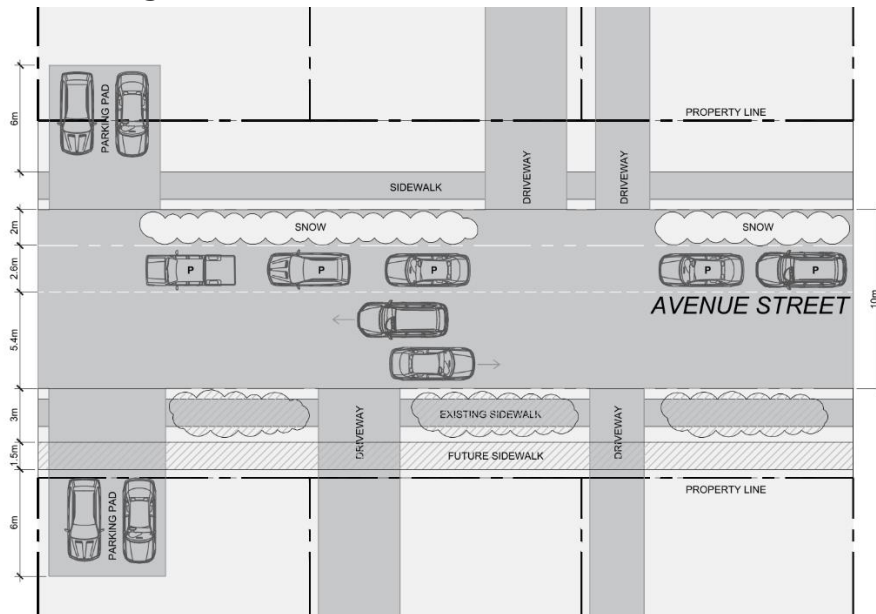 6m
PARKING PAD
PROPERTY LINE
DRIVEWAY
DRIVEWAY
SIDEWALK
2m
SNOW
SNOW
2.6m
P
P
P
P
P
AVENUE STREET
10m
5.4m
3m
EXISTING SIDEWALK
DRIVEWAY
DRIVEWAY
1.5m
FUTURE SIDEWALK
PROPERTY LINE
6m
PARKING PAD